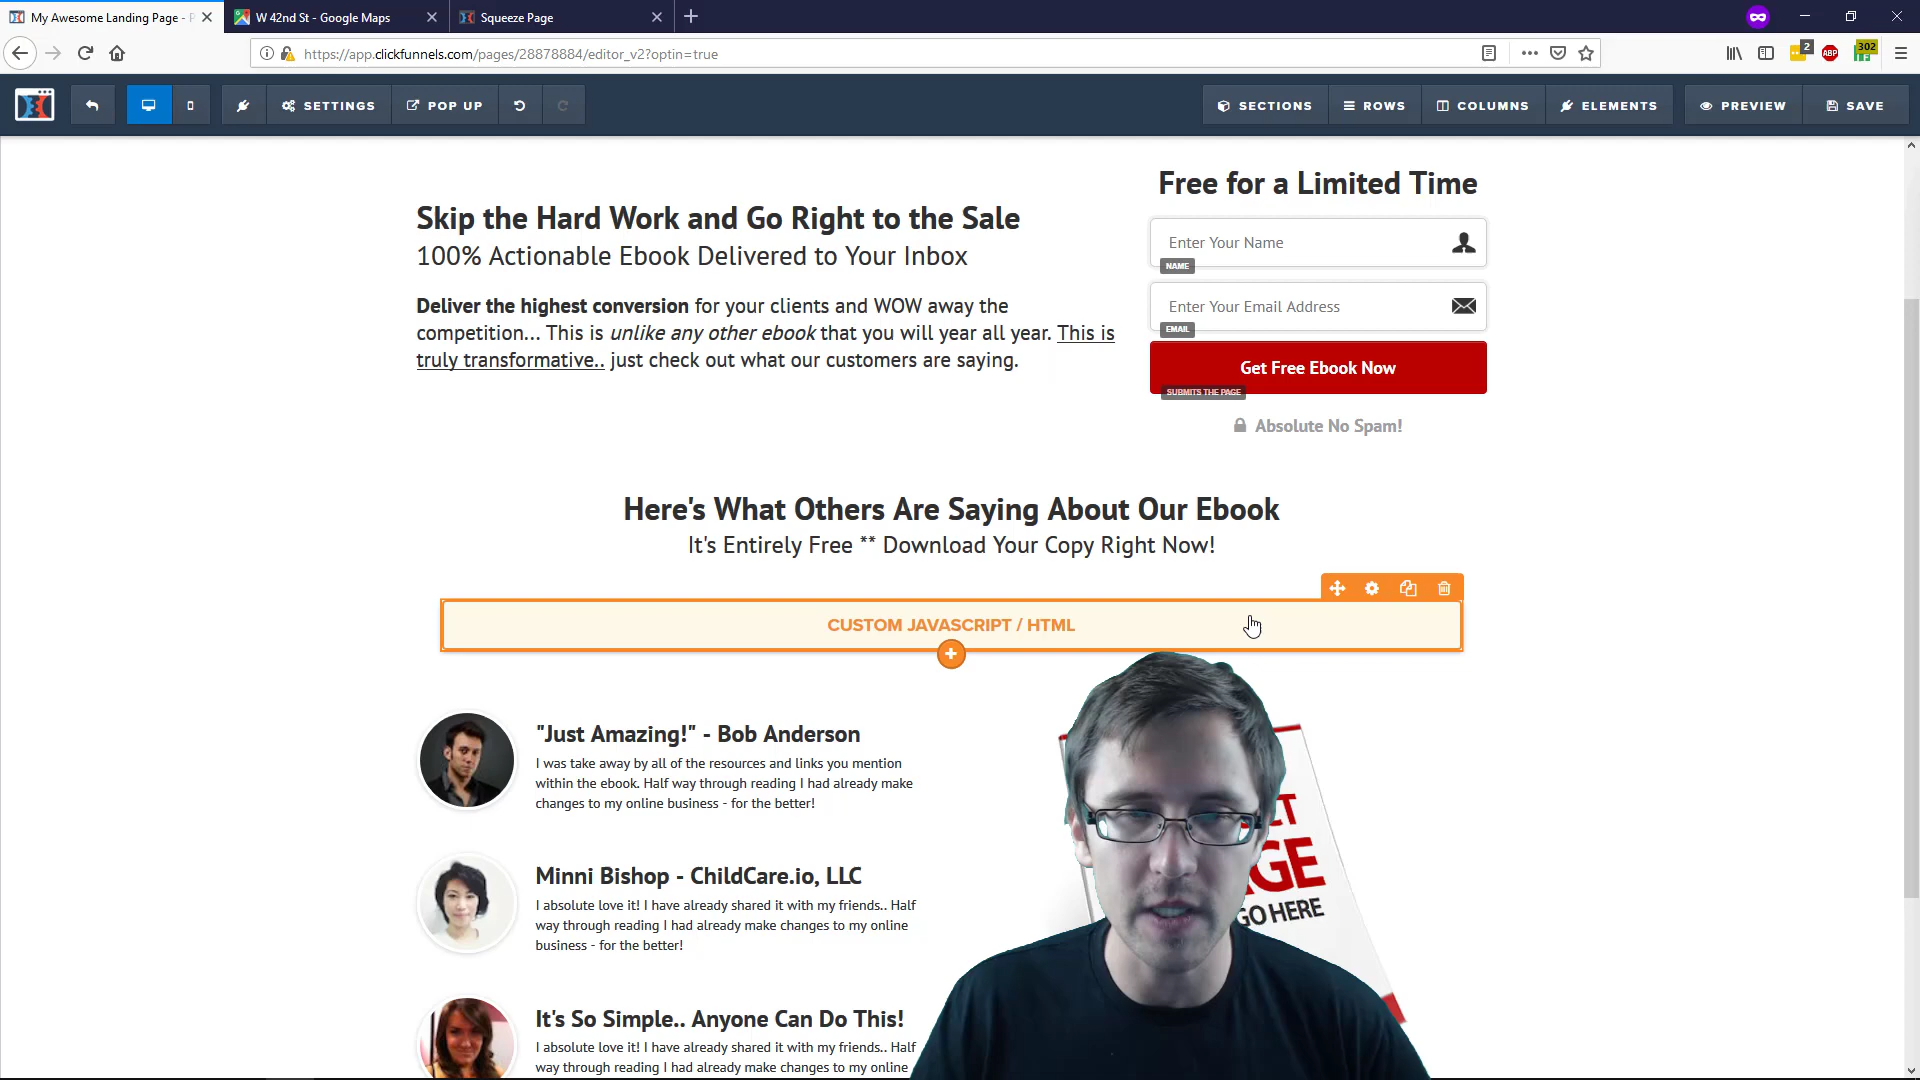 My Awesome Landing Page - P
W 42nd St - Google Maps
Squeeze Page
https://app.clickfunnels.com/pages/28878884/editor_v2?optin=true
2
ABP
302
SETTINGS
POP UP
SECTIONS
ROWS
COLUMNS
ELEMENTS
PREVIEW
SAVE
Skip the Hard Work and Go Right to the Sale
100% Actionable Ebook Delivered to Your Inbox
Deliver the highest conversion for your clients and WOW away the
competition... This is unlike any other ebook that you will year all year. This is
truly transformative.. just check out what our customers are saying.
Free for a Limited Time
Enter Your Name
NAME
Enter Your Email Address
EMAIL
Get Free Ebook Now
SUBMITS THE PAGE
Absolute No Spam!
Here's What Others Are Saying About Our Ebook
It's Entirely Free ** Download Your Copy Right Now!
CUSTOM JAVASCRIPT / HTML
"Just Amazing!" - Bob Anderson
I was take away by all of the resources and links you mention
within the ebook. Half way through reading I had already make
changes to my online business - for the better!
Minni Bishop - ChildCare.io, LLC
I absolute love it! I have already shared it with my friends.. Half
way through reading I had already make changes to my online
business - for the better!
It's So Simple.. Anyone Can Do This!
I absolute love it! I have already shared it with my friends.. Half
way through reading I had already make changes to my online
GO HERE